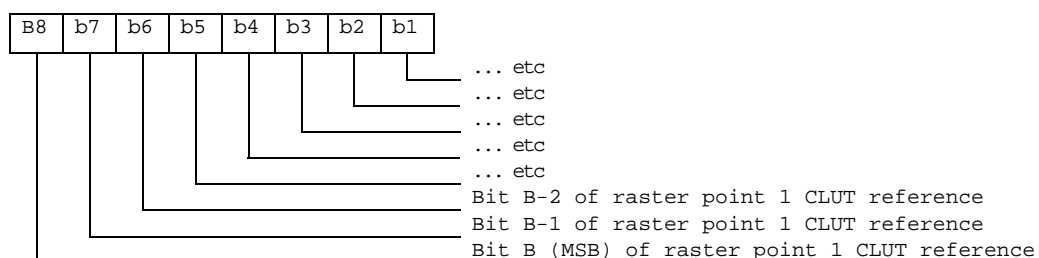 B8 b7 b6 b5 b4 b3 b2 b1
... etc
... etc
... etc
... etc
... etc
Bit B-2 of raster point 1 CLUT reference
Bit B-1 of raster point 1 CLUT reference
Bit B (MSB) of raster point 1 CLUT reference